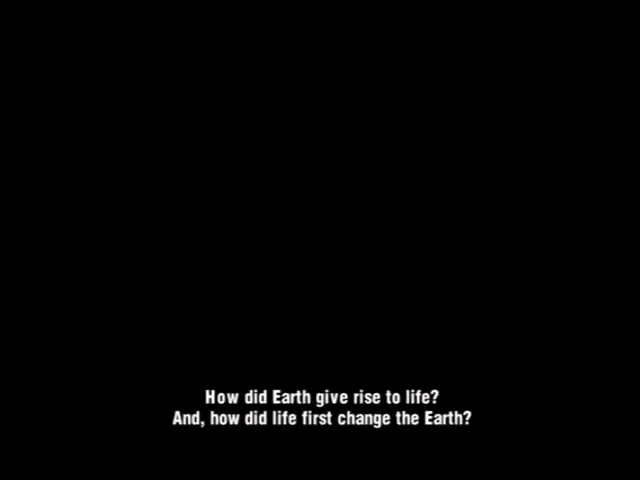 How did Earth give rise to life?
And, how did life first change the Earth?